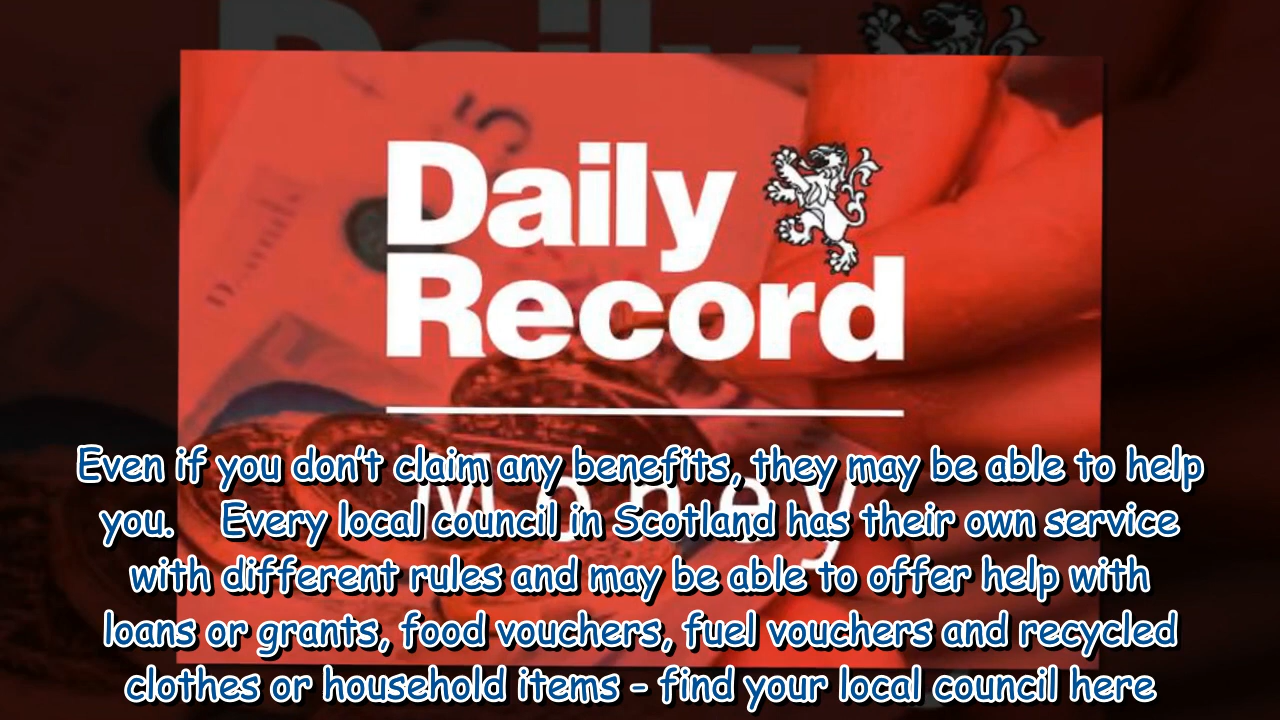 Daily
Daily
Record
Money
Even if you don't claim any benefits, they may be able to help
you. Every local council in Scotland has their own service
with different rules and may be able to offer help with
loans or grants, food vouchers, fuel vouchers and recycled
clothes or household items - find your local council here